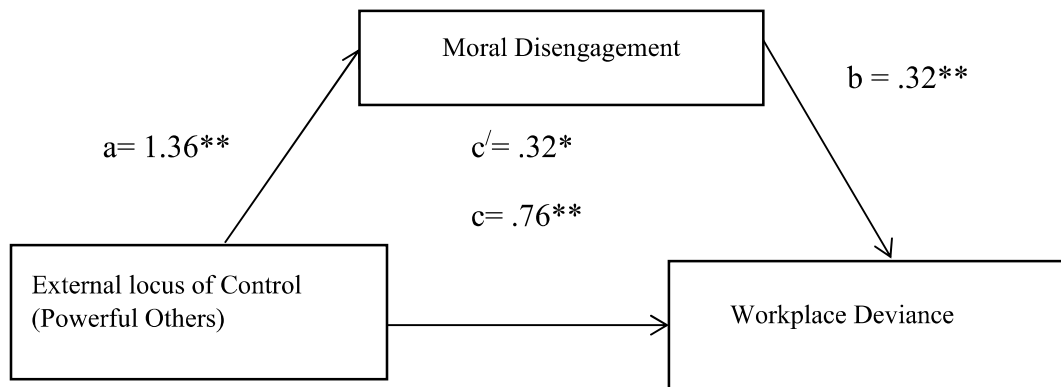 Moral Disengagement
b = .32**
a= 1.36**
c/= .32*
c= .76**
External locus of Control
(Powerful Others)
Workplace Deviance